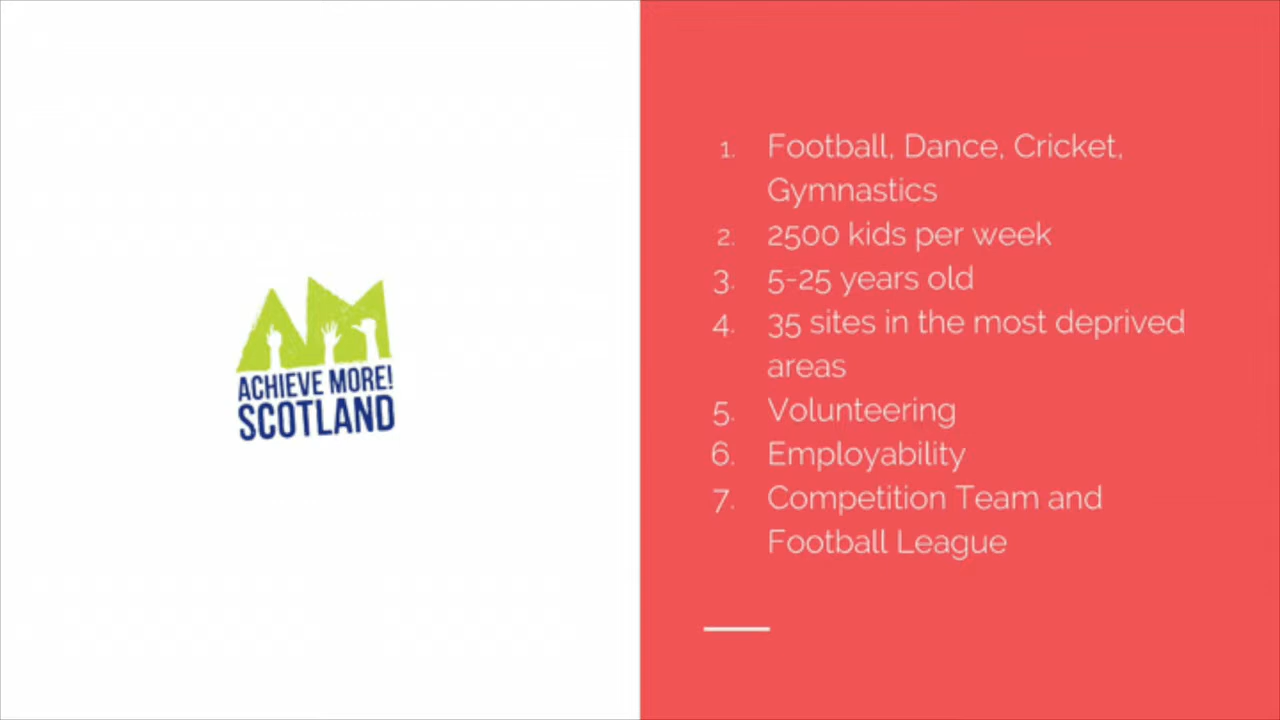 ACHIEVE MORE!
SCOTLAND
1. Football, Dance, Cricket,
Gymnastics
2. 2500 kids per week
3. 5-25 years old
4. 35 sites in the most deprived
areas
5. Volunteering
6. Employability
7. Competition Team and
Football League